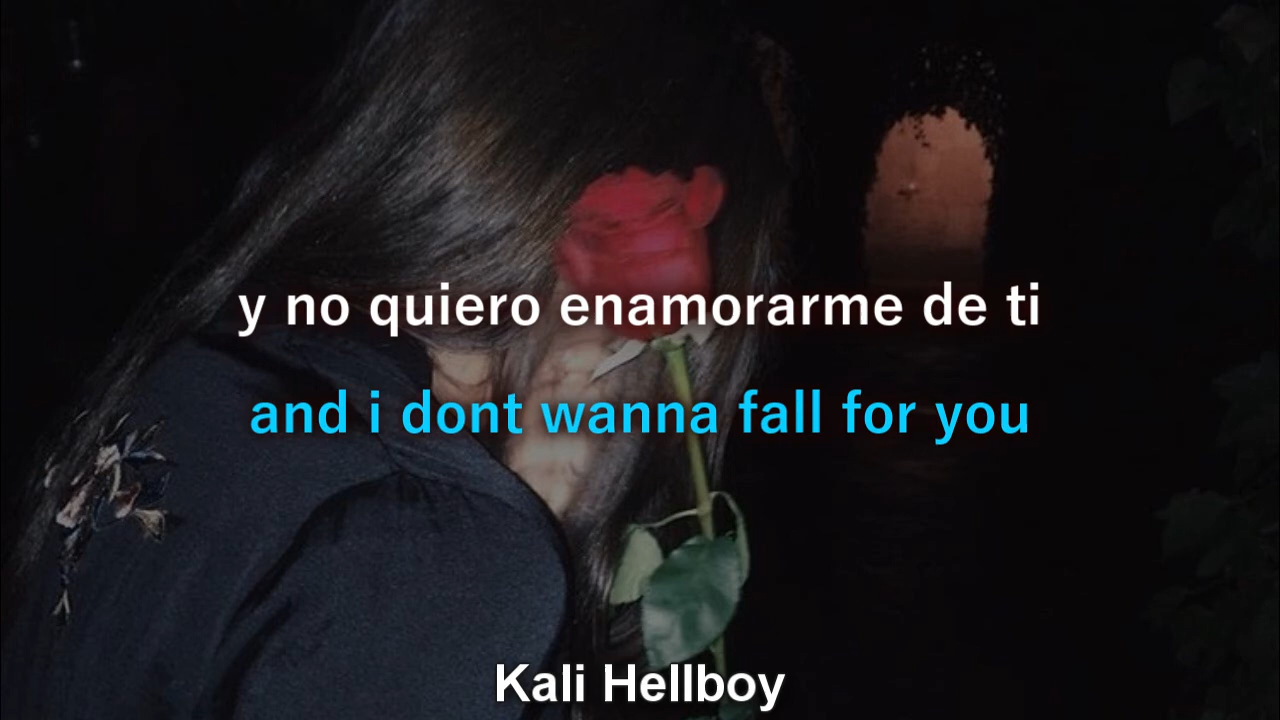 y no quiero enamorarme de ti
and i dont wanna fall for you
Kali Hellboy